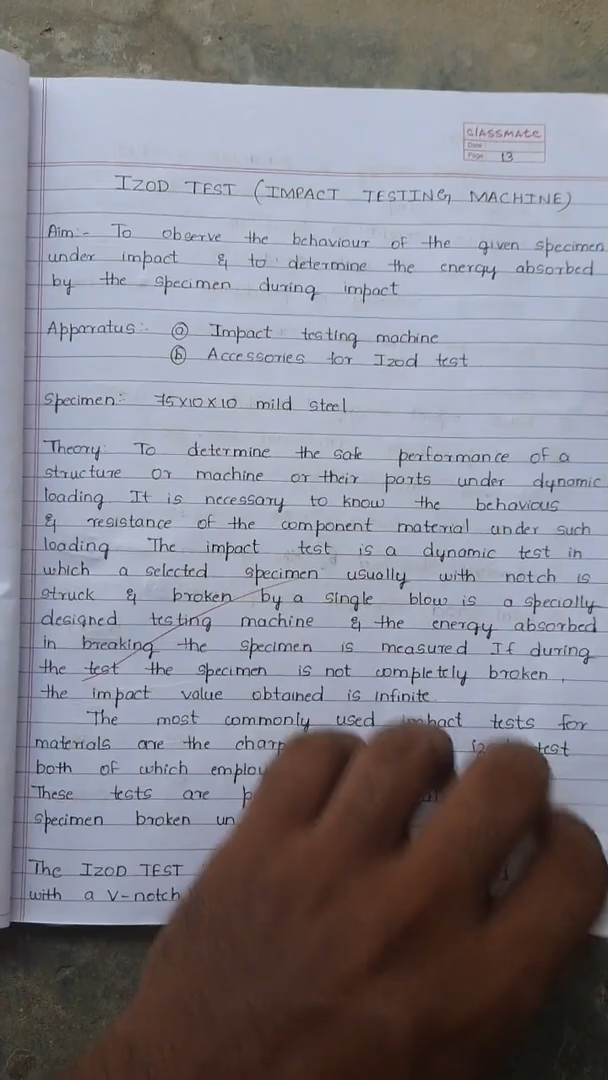 CLASSMATE
Date :
Page : 13
IZOD TEST (IMPACT TESTING MACHINE)
Aim:- To observe the behaviour of the given specimen
under impact & to determine the energy absorbed
by the specimen during impact
Apparatus:- ⓐ Impact testing machine
ⓑ Accessories for Izod test
Specimen:- 75x10x10 mild steel
Theory: To determine the safe performance of a
structure or machine or their parts under dynamic
loading It is necessary to know the behavious
& resistance of the component material under such
loading The impact test is a dynamic test in
which a selected specimen usually with notch is
struck & broken by a single blow is a specially
designed testing machine & the energy absorbed
in breaking the specimen is measured If during
the test the specimen is not completely broken,
the impact value obtained is infinite
The most commonly used impact tests for
materials are the test
both of which
These tests are
specimen broken
The IZOD TEST
with a V-notch